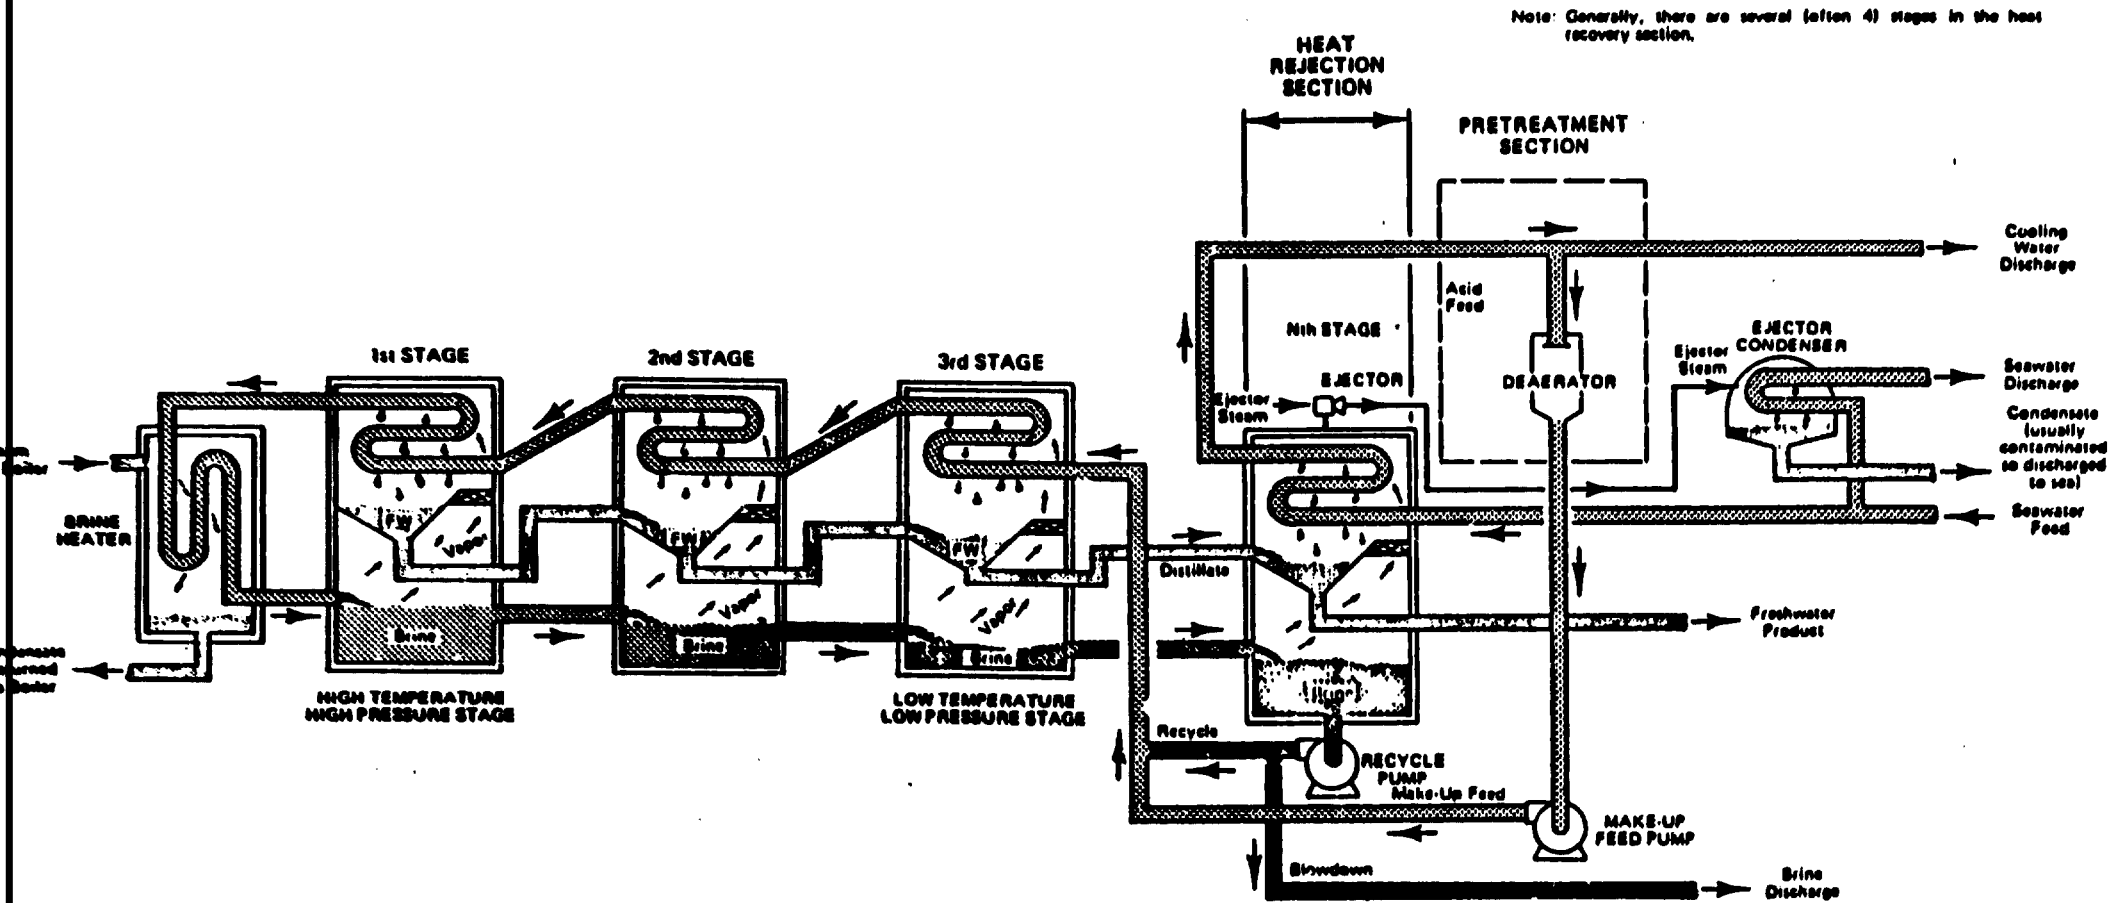 Note: Generally, there are several (often 4) stages in the heat
recovery section.
HEAT
REJECTION
SECTION
PRETREATMENT
SECTION
Cooling
Water
Discharge
Acid
Feed
Nth STAGE
EJECTOR
CONDENSER
Ejector
Steam
1st STAGE
2nd STAGE
3rd STAGE
EJECTOR
DEAERATOR
Seawater
Discharge
Ejector
Steam
Condensate
(usually
contaminated
so discharged
to sea)
Boiler
FW
FW
FW
BRINE
HEATER
Vapor
Vapor
Vapor
Seawater
Feed
Distillate
Freshwater
Product
Brine
Brine
Brine
Brine
Boiler
HIGH TEMPERATURE
HIGH PRESSURE STAGE
LOW TEMPERATURE
LOW PRESSURE STAGE
Recycle
RECYCLE
PUMP
Make-Up Feed
MAKE-UP
FEED PUMP
Blowdown
Brine
Discharge